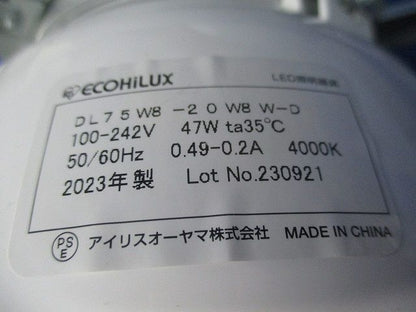 ECOHiLUX LED照明器具
DL75W8-20W8W-D
100-242V 47W ta35℃
50/60Hz 0.49-0.2A 4000K
2023年製 Lot No.230921
PS
E
アイリスオーヤマ株式会社 MADE IN CHINA